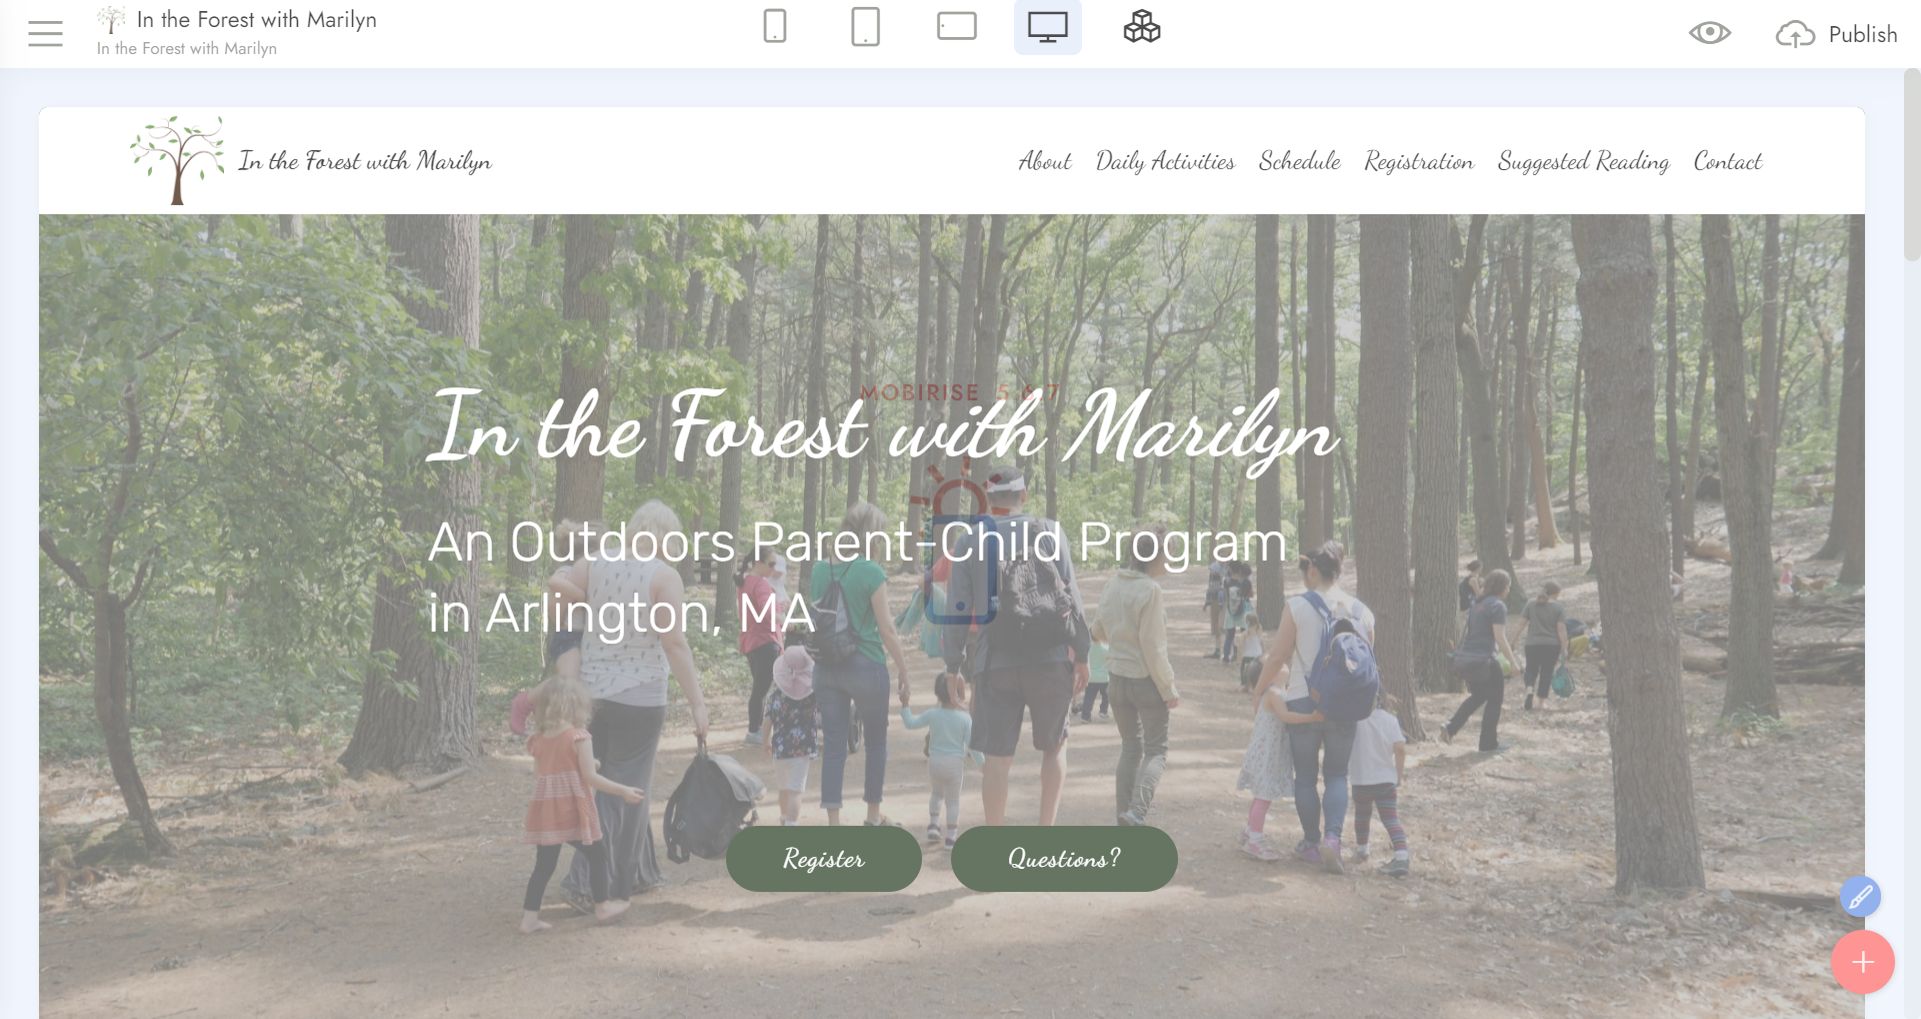 In the Forest with Marilyn
In the Forest with Marilyn
Publish
In the Forest with Marilyn
About Daily Activities Schedule Registration Suggested Reading Contact
MOBIRISE 5.6.7
In the Forest with Marilyn
An Outdoors Parent-Child Program
in Arlington, MA
Register Questions?